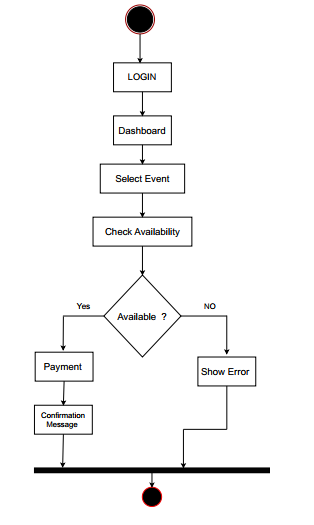 LOGIN
Dashboard
Select Event
Check Availability
Available ?
Yes
NO
Payment
Show Error
Confirmation
Message